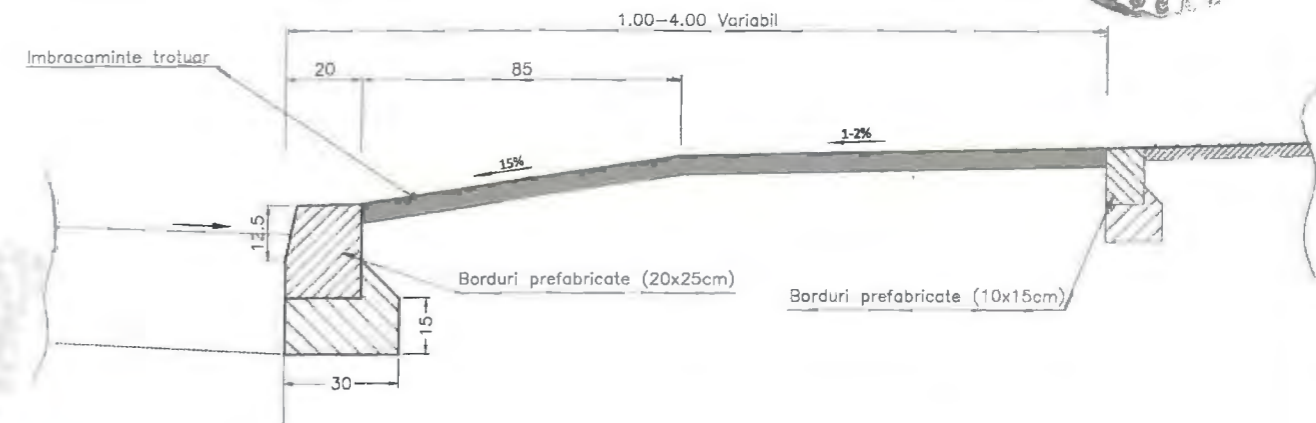 1.00-4.00 Variabil
Imbracaminte trotuar
20
85
1-2%
15%
12.5
Borduri prefabricate (20x25cm)
Borduri prefabricate (10x15cm)
15
30